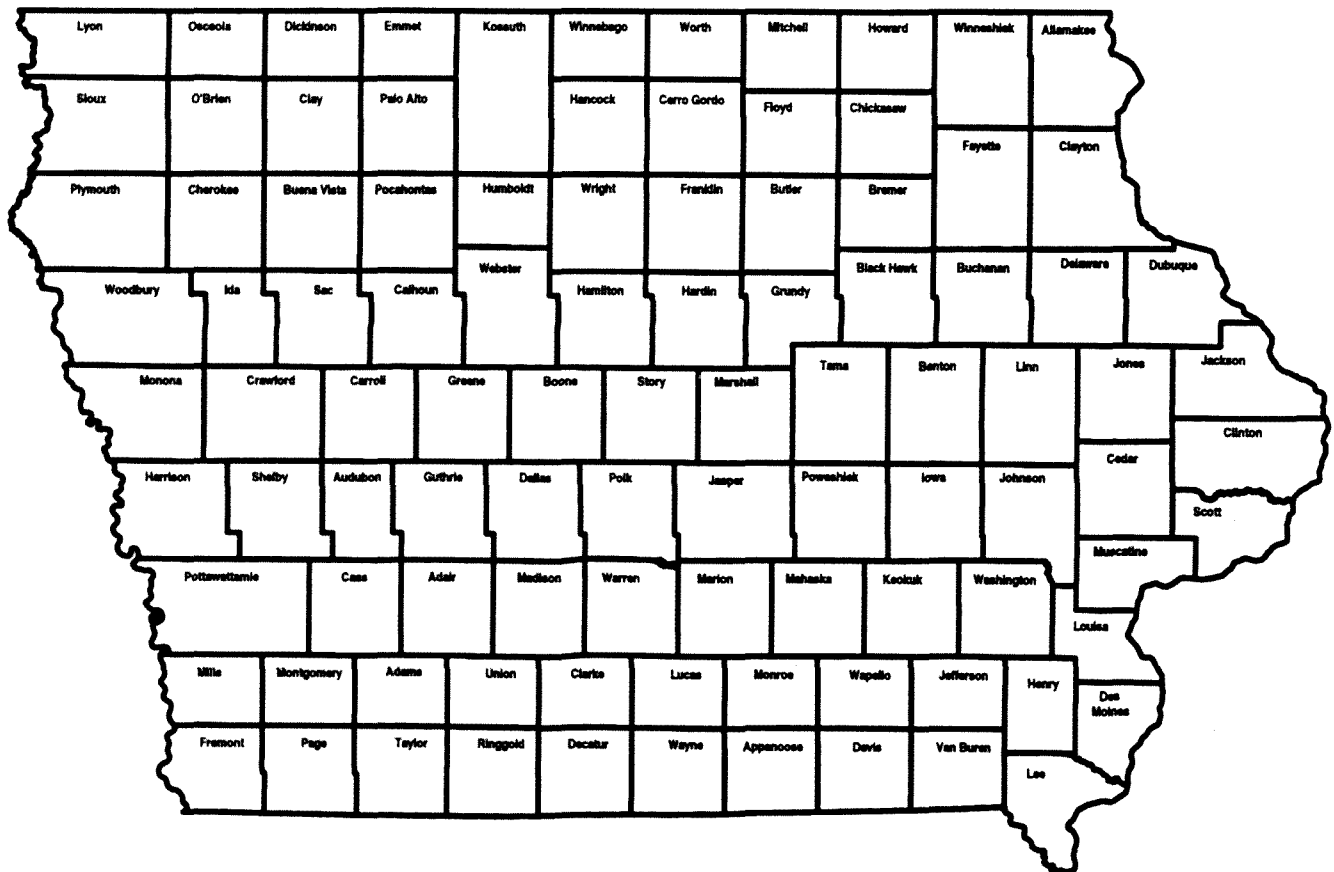 Lyon
Osceola
Dickinson
Emmet
Kossuth
Winnebago
Worth
Mitchell
Howard
Winneshiek
Allamakee
Sioux
O'Brien
Clay
Palo Alto
Hancock
Cerro Gordo
Floyd
Chickasaw
Fayette
Clayton
Plymouth
Cherokee
Buena Vista
Pocahontas
Humboldt
Wright
Franklin
Butler
Bremer
Woodbury
Ida
Sac
Calhoun
Webster
Hamilton
Hardin
Grundy
Black Hawk
Buchanan
Delaware
Dubuque
Monona
Crawford
Carroll
Greene
Boone
Story
Marshall
Tama
Benton
Linn
Jones
Jackson
Clinton
Cedar
Harrison
Shelby
Audubon
Guthrie
Dallas
Polk
Jasper
Poweshiek
Iowa
Johnson
Scott
Muscatine
Pottawattamie
Cass
Adair
Madison
Warren
Marion
Mahaska
Keokuk
Washington
Louisa
Mills
Montgomery
Adams
Union
Clarke
Lucas
Monroe
Wapello
Jefferson
Henry
Des
Moines
Fremont
Page
Taylor
Ringgold
Decatur
Wayne
Appanoose
Davis
Van Buren
Lee